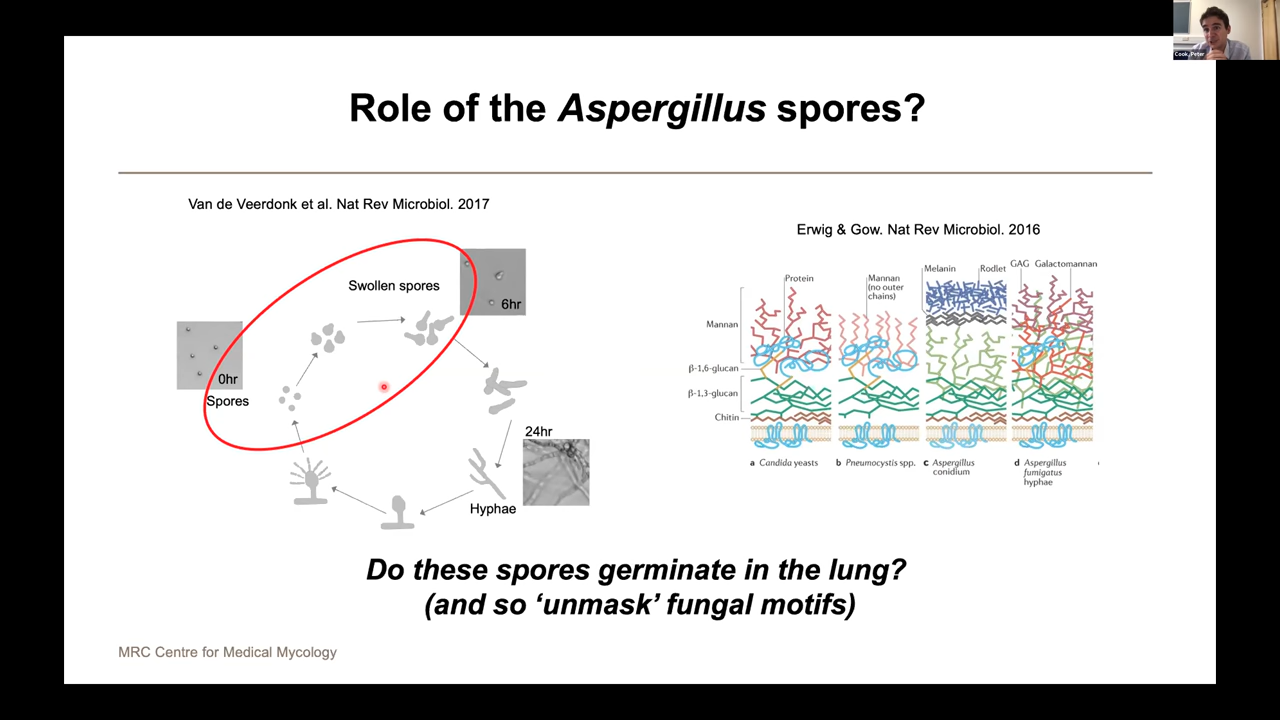 Cook, Peter
Role of the Aspergillus spores?
Van de Veerdonk et al. Nat Rev Microbiol. 2017
Swollen spores
6hr
0hr
Spores
24hr
Hyphae
Erwig & Gow. Nat Rev Microbiol. 2016
Protein
Mannan
(no outer
chains)
Melanin
Rodlet
GAG
Galactomannan
Mannan
β-1,6-glucan
β-1,3-glucan
Chitin
a Candida yeasts
b Pneumocystis spp.
c Aspergillus
conidium
d Aspergillus
fumigatus
hyphae
Do these spores germinate in the lung?
(and so ‘unmask’ fungal motifs)
MRC Centre for Medical Mycology